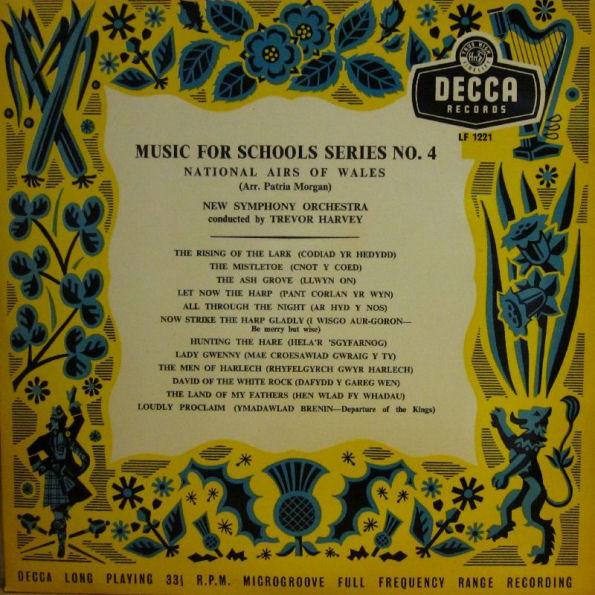 DECCA
RECORDS
LF 1221
MUSIC FOR SCHOOLS SERIES NO. 4
NATIONAL AIRS OF WALES
(Arr. Patria Morgan)
NEW SYMPHONY ORCHESTRA
conducted by TREVOR HARVEY
THE RISING OF THE LARK (CODIAD YR HEDYDD)
THE MISTLETOE (CNOT Y COED)
THE ASH GROVE (LLWYN ON)
LET NOW THE HARP (PANT CORLAN YR WYN)
ALL THROUGH THE NIGHT (AR HYD Y NOS)
NOW STRIKE THE HARP GLADLY (I WISGO AUR-GORON—
Be merry but wise)
HUNTING THE HARE (HELA'R 'SGYFARNOG)
LADY GWENNY (MAE CROESAWIAD GWRAIG Y TY)
THE MEN OF HARLECH (RHYFELGYRCH GWYR HARLECH)
DAVID OF THE WHITE ROCK (DAFYDD Y GAREG WEN)
THE LAND OF MY FATHERS (HEN WLAD FY WHADAU)
LOUDLY PROCLAIM (YMADAWLAD BRENIN—Departure of the Kings)
DECCA LONG PLAYING 33⅓ R.P.M. MICROGROOVE FULL FREQUENCY RANGE RECORDING